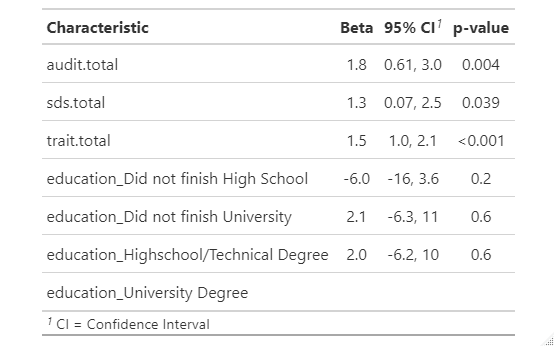 Characteristic Beta 95% CI¹ p-value
audit.total 1.8 0.61, 3.0 0.004
sds.total 1.3 0.07, 2.5 0.039
trait.total 1.5 1.0, 2.1 <0.001
education_Did not finish High School -6.0 -16, 3.6 0.2
education_Did not finish University 2.1 -6.3, 11 0.6
education_Highschool/Technical Degree 2.0 -6.2, 10 0.6
education_University Degree
¹ CI = Confidence Interval